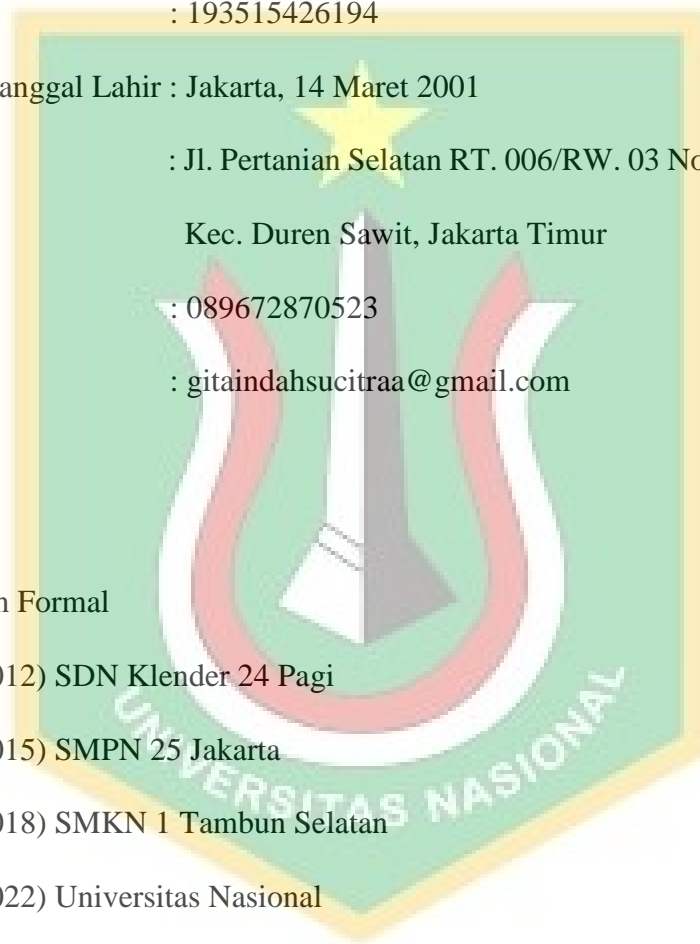 : 193515426194
anggal Lahir : Jakarta, 14 Maret 2001
: Jl. Pertanian Selatan RT. 006/RW. 03 No
Kec. Duren Sawit, Jakarta Timur
: 089672870523
: gitaindahsucitraa@gmail.com
n Formal
012) SDN Klender 24 Pagi
015) SMPN 25 Jakarta
018) SMKN 1 Tambun Selatan
022) Universitas Nasional
UNIVERSITAS NASIONAL